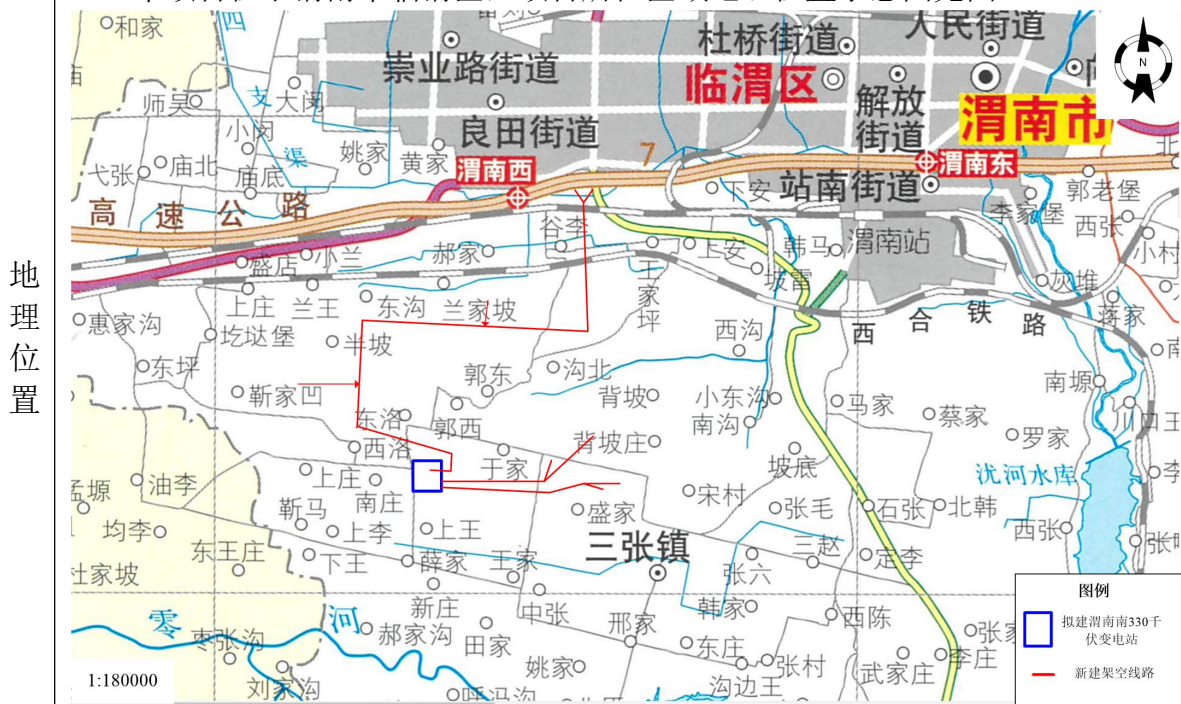 地理位置
和家
西支渠
大闵
师吴
小闵
庙北
弋张
庙底
姚家
黄家
崇业路街道
杜桥街道
人民街道
临渭区
解放街道
渭南市
良田街道
渭南西
7
渭南东
下安
站南街道
郭老堡
高速公路
李家堡
西张
谷李
小村
盛店
小兰
郝家
王家坪
上安
韩马
渭南站
坡雷
灰堆
上庄
兰王
东沟
兰家坡
蒋家
惠家沟
圪垯堡
半坡
西沟
西合铁路
东坪
靳家凹
郭东
沟北
背坡
小东沟
马家
南塬
东洛
郭西
南沟
蔡家
西洛
背坡庄
罗家
上庄
于家
坡底
油李
南庄
宋村
沋河水库
孟塬
靳马
盛家
张毛
石张
北韩
均李
上李
上王
三张镇
西张
东王庄
下王
薛家
王家
三赵
定李
杜家坡
张六
新庄
中张
韩家
零河
枣张沟
郝家沟
田家
邢家
西陈
东庄
姚家
张村
武家庄
李庄
刘家沟
沟边王
N
图例
拟建渭南南330千
伏变电站
新建架空线路
1:180000